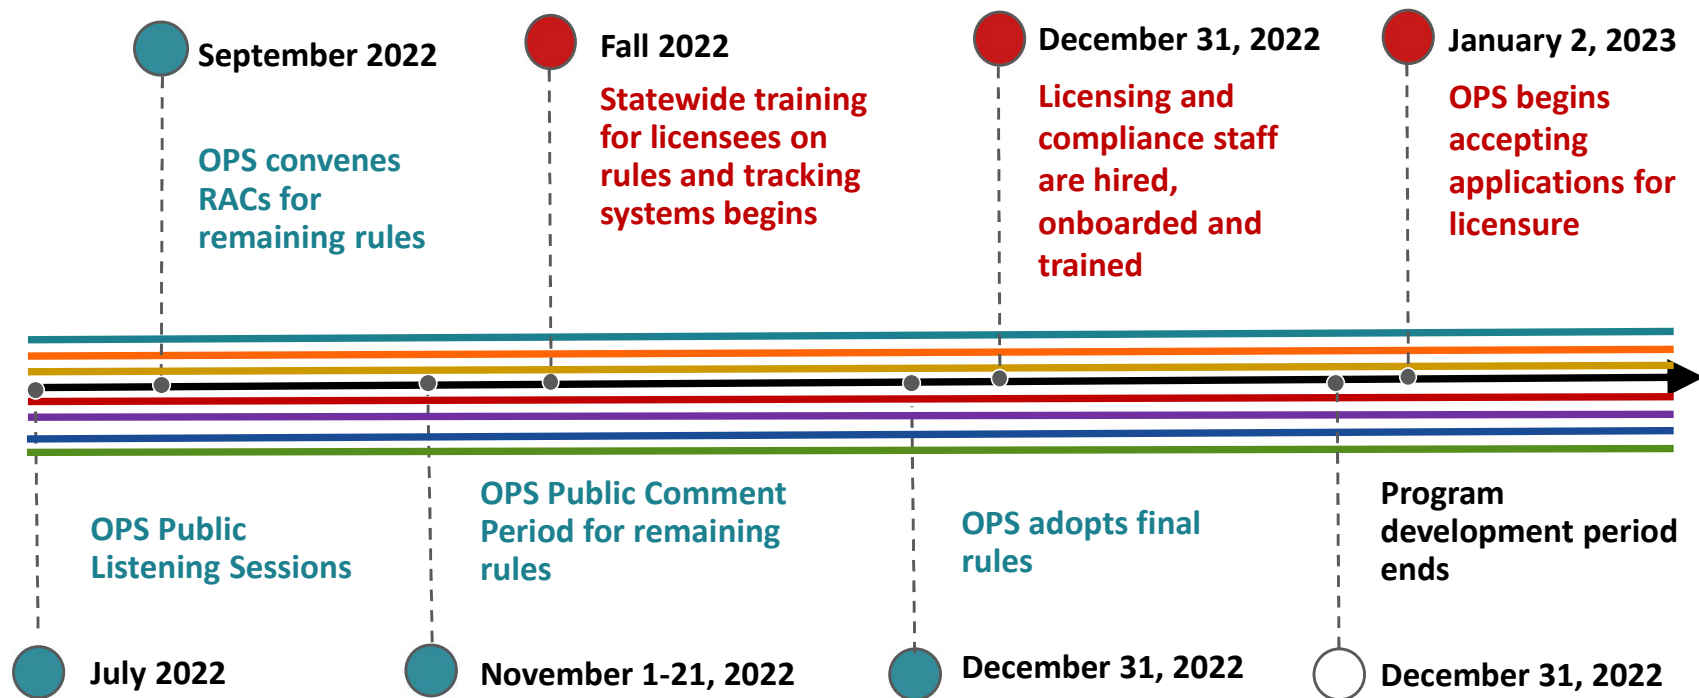 September 2022
OPS convenes
RACs for
remaining rules
Fall 2022
Statewide training
for licensees on
rules and tracking
systems begins
December 31, 2022
Licensing and
compliance staff
are hired,
onboarded and
trained
January 2, 2023
OPS begins
accepting
applications for
licensure
OPS Public
Listening Sessions
July 2022
OPS Public Comment
Period for remaining
rules
November 1-21, 2022
OPS adopts final
rules
December 31, 2022
Program
development period
ends
December 31, 2022